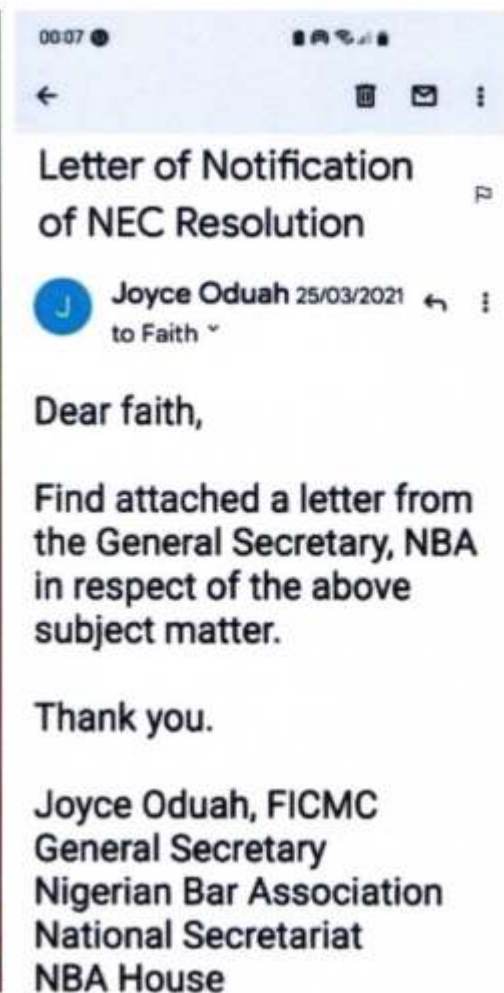 00:07
Letter of Notification
of NEC Resolution
J
Joyce Oduah 25/03/2021
to Faith
Dear faith,
Find attached a letter from
the General Secretary, NBA
in respect of the above
subject matter.
Thank you.
Joyce Oduah, FICMC
General Secretary
Nigerian Bar Association
National Secretariat
NBA House